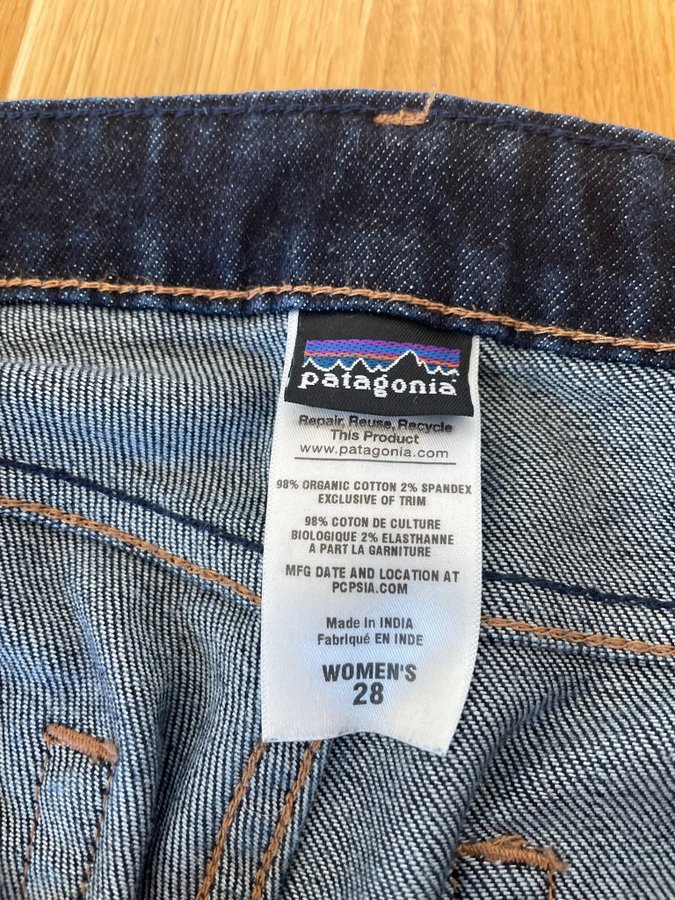 patagonia
Repair, Reuse, Recycle
This Product
www.patagonia.com
98% ORGANIC COTTON 2% SPANDEX
EXCLUSIVE OF TRIM
98% COTON DE CULTURE
BIOLOGIQUE 2% ELASTHANNE
À PART LA GARNITURE
MFG DATE AND LOCATION AT
PCPSIA.COM
Made in INDIA
Fabriqué EN INDE
WOMEN'S
28